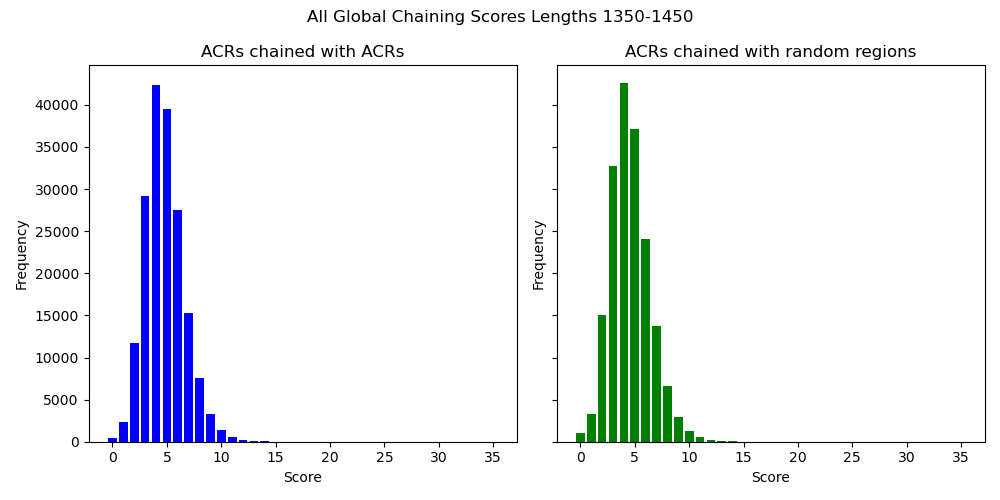 All Global Chaining Scores Lengths 1350-1450
ACRs chained with ACRs
Frequency
40000
35000
30000
25000
20000
15000
10000
5000
0
0 5 10 15 20 25 30 35
Score
ACRs chained with random regions
Frequency
0 5 10 15 20 25 30 35
Score